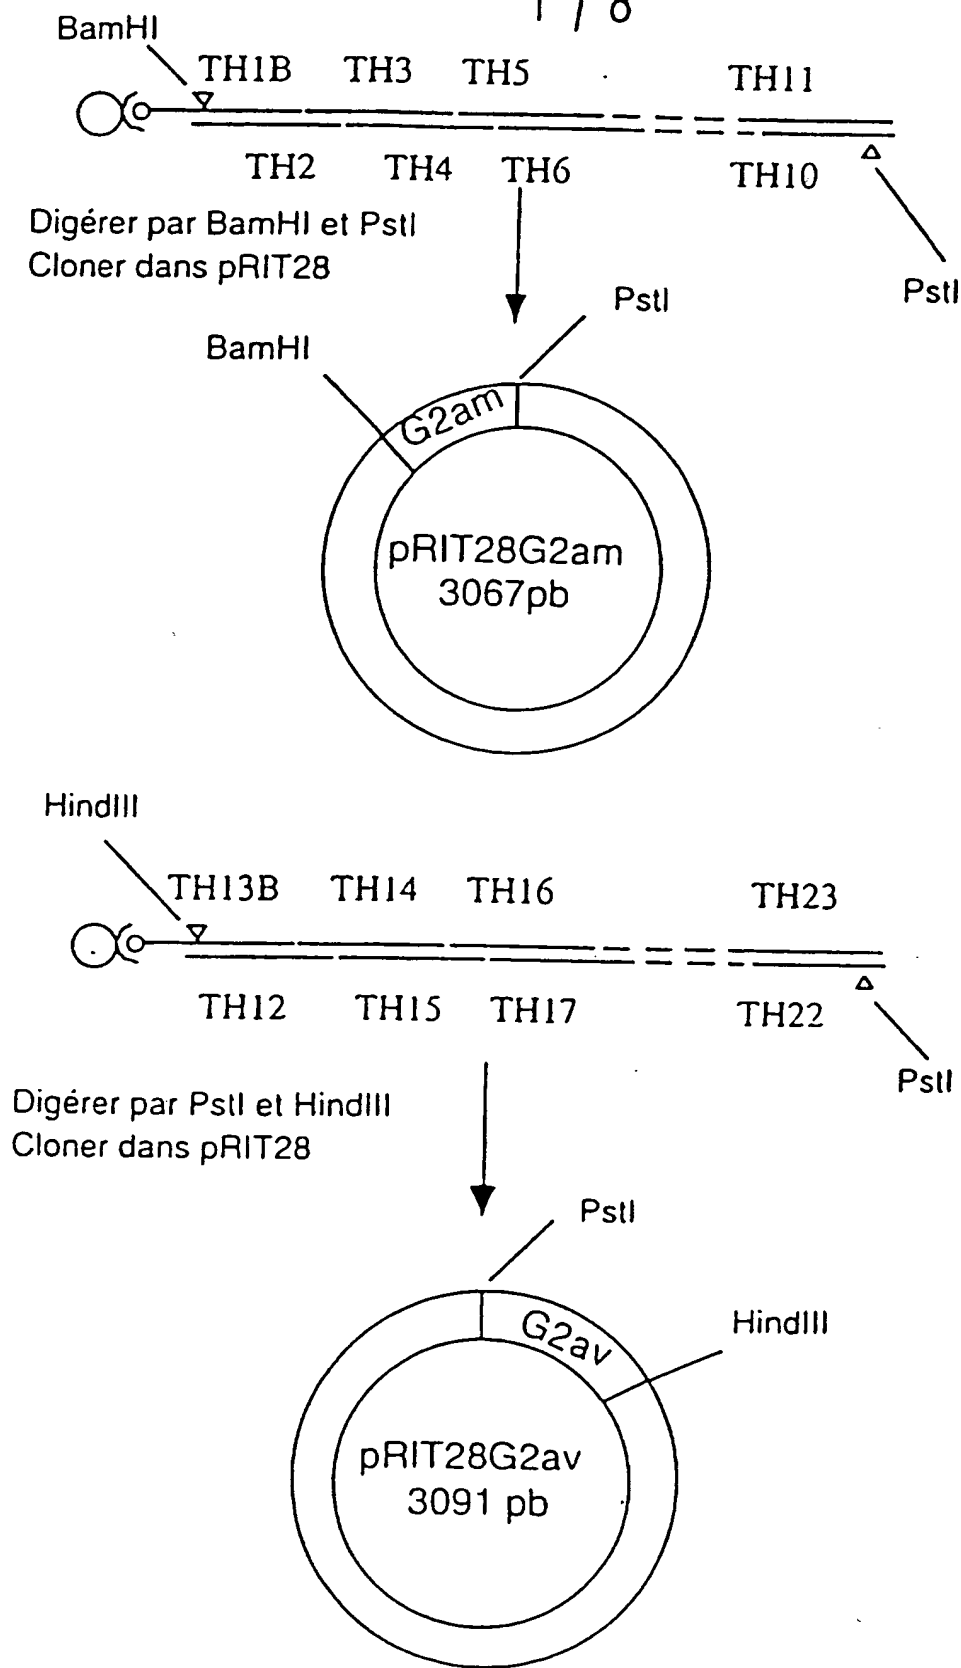 1/8
BamHI
TH1B TH3 TH5 TH11
TH2 TH4 TH6 TH10
Digérer par BamHI et PstI
Cloner dans pRIT28
PstI
PstI
BamHI
G2am
pRIT28G2am
3067pb
HindIII
TH13B TH14 TH16 TH23
TH12 TH15 TH17 TH22
PstI
Digérer par PstI et HindIII
Cloner dans pRIT28
PstI
HindIII
G2av
pRIT28G2av
3091 pb